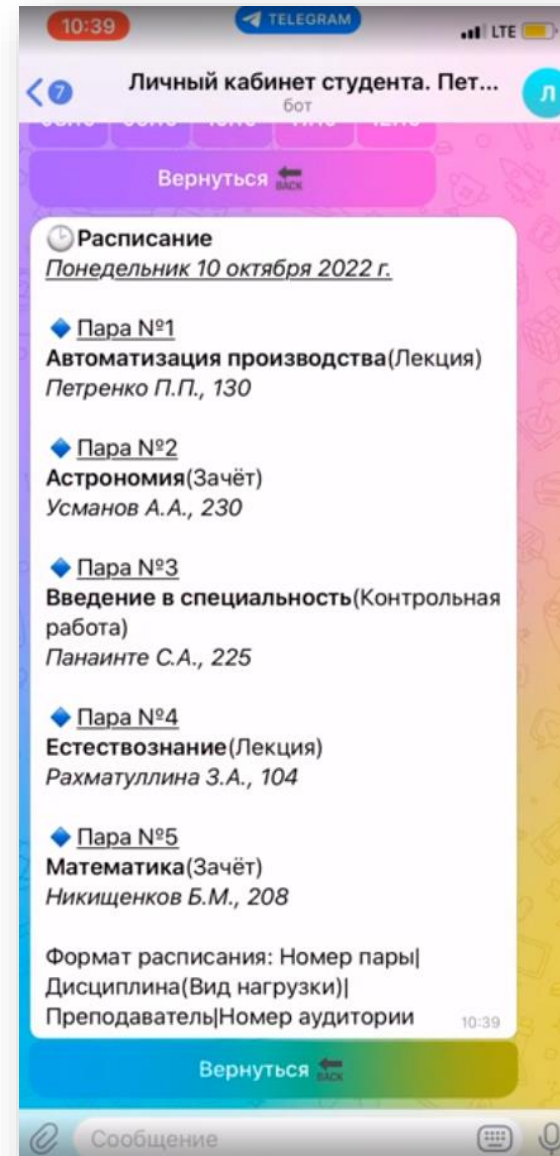 10:39
TELEGRAM
LTE
7
Личный кабинет студента. Пет...
бот
Л
Вернуться
BACK
Расписание
Понедельник 10 октября 2022 г.
Пара №1
Автоматизация производства(Лекция)
Петренко П.П., 130
Пара №2
Астрономия(Зачёт)
Усманов А.А., 230
Пара №3
Введение в специальность(Контрольная
работа)
Панаинте С.А., 225
Пара №4
Естествознание(Лекция)
Рахматуллина З.А., 104
Пара №5
Математика(Зачёт)
Никищенков Б.М., 208
Формат расписания: Номер пары|
Дисциплина(Вид нагрузки)|
Преподаватель|Номер аудитории
10:39
Вернуться
BACK
Сообщение